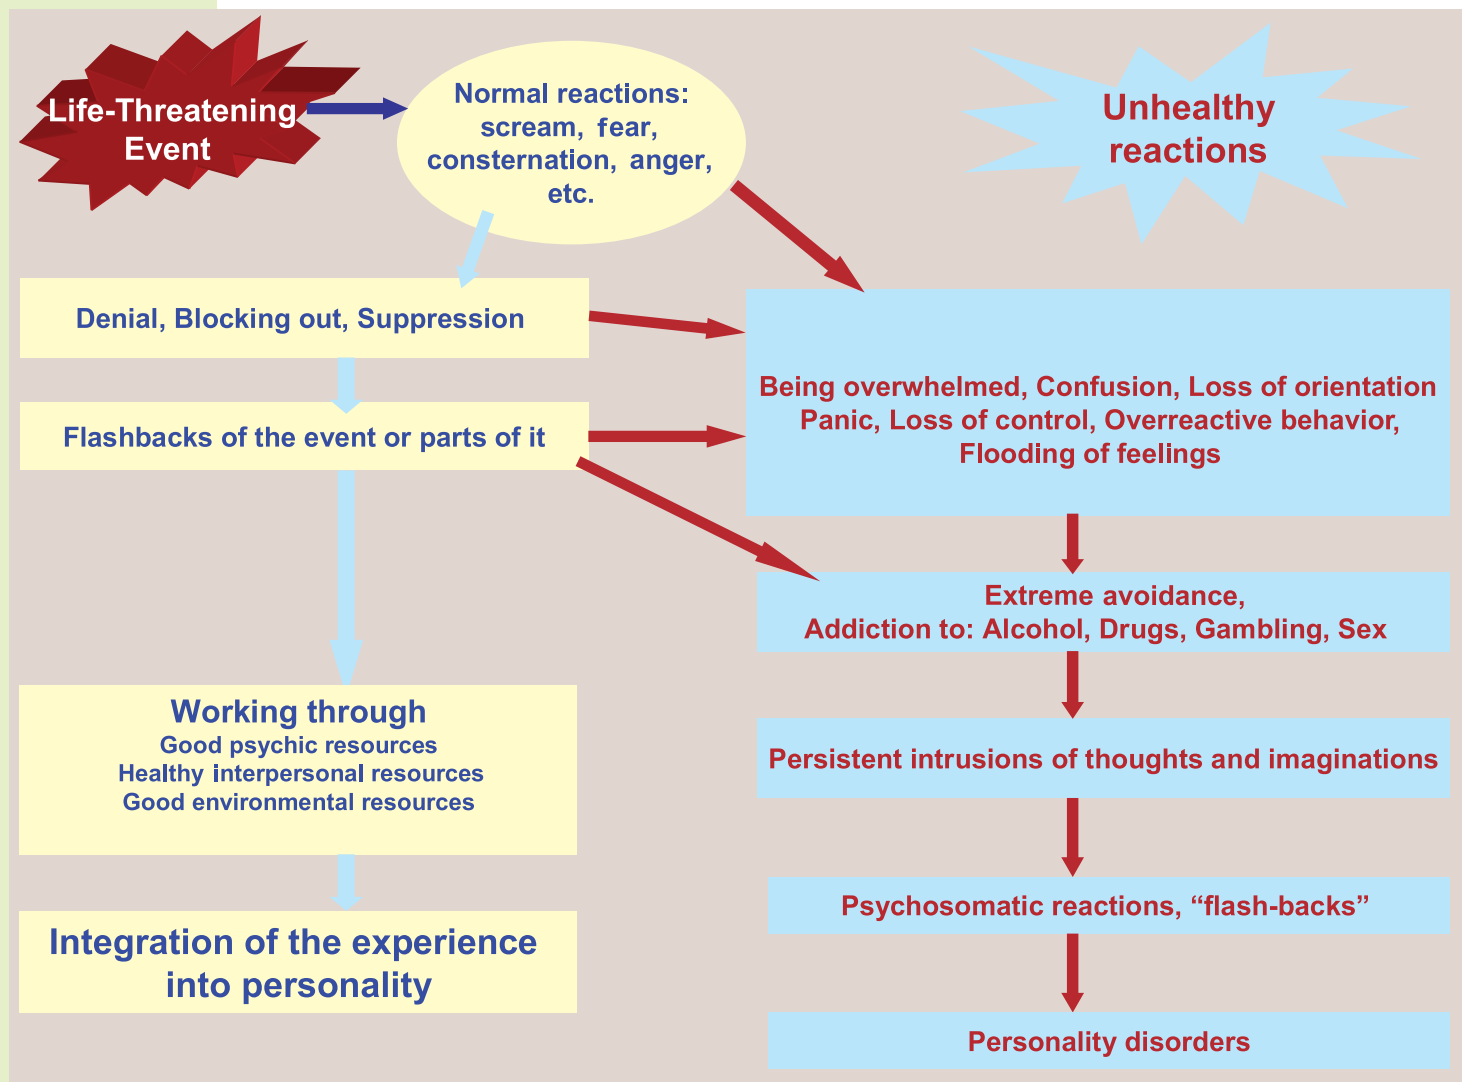 Life-Threatening
Event
Normal reactions:
scream, fear,
consternation, anger,
etc.
Unhealthy
reactions
Denial, Blocking out, Suppression
Flashbacks of the event or parts of it
Being overwhelmed, Confusion, Loss of orientation
Panic, Loss of control, Overreactive behavior,
Flooding of feelings
Extreme avoidance,
Addiction to: Alcohol, Drugs, Gambling, Sex
Working through
Good psychic resources
Healthy interpersonal resources
Good environmental resources
Persistent intrusions of thoughts and imaginations
Psychosomatic reactions, “flash-backs”
Integration of the experience
into personality
Personality disorders